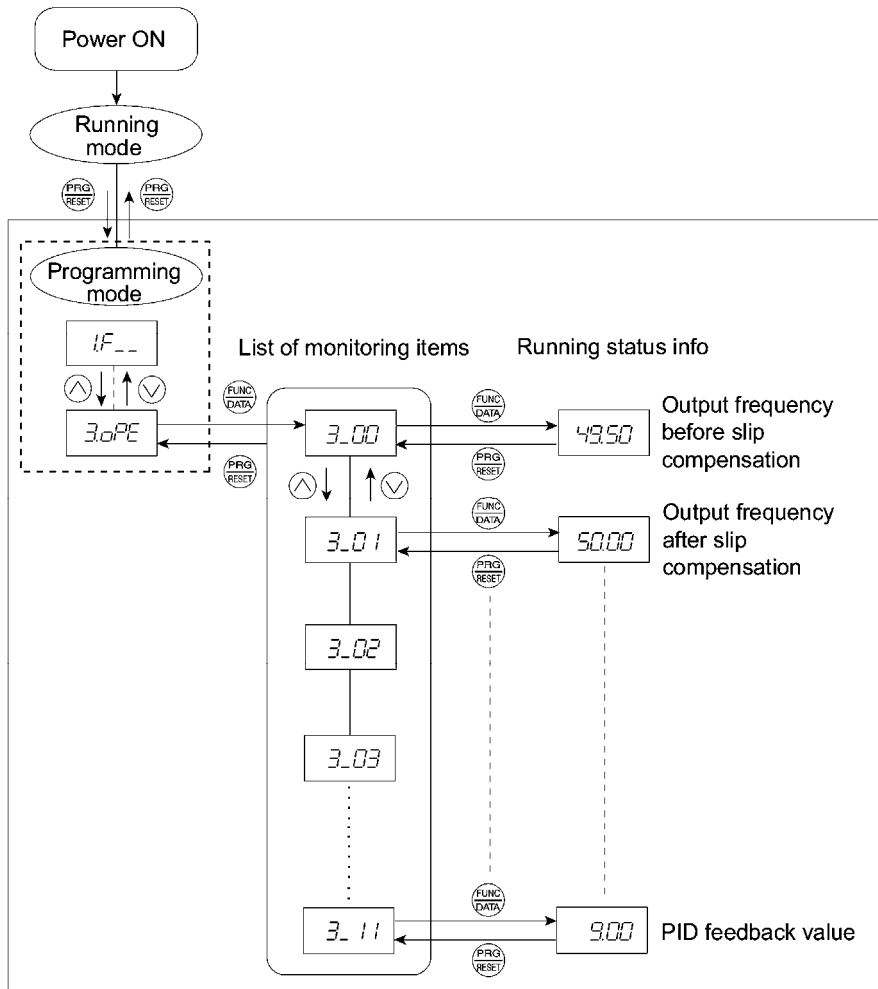 Power ON
Running
mode
PRG
RESET
PRG
RESET
Programming
mode
1.F__
List of monitoring items
Running status info
FUNC
DATA
FUNC
DATA
3.oPE
3_00
49.50
Output frequency
before slip
compensation
PRG
RESET
PRG
RESET
FUNC
DATA
3_01
50.00
Output frequency
after slip
compensation
PRG
RESET
3_02
3_03
FUNC
DATA
3_11
9.00
PID feedback value
PRG
RESET